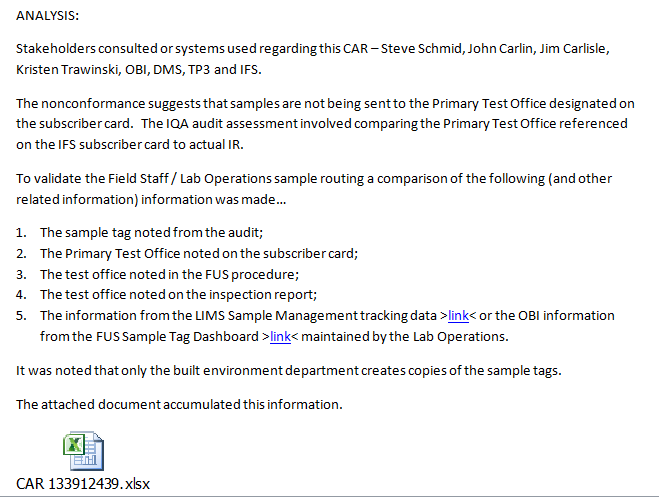 ANALYSIS:
Stakeholders consulted or systems used regarding this CAR – Steve Schmid, John Carlin, Jim Carlisle,
Kristen Trawinski, OBI, DMS, TP3 and IFS.
The nonconformance suggests that samples are not being sent to the Primary Test Office designated on
the subscriber card.  The IQA audit assessment involved comparing the Primary Test Office referenced
on the IFS subscriber card to actual IR.
To validate the Field Staff / Lab Operations sample routing a comparison of the following (and other
related information) information was made…
1. The sample tag noted from the audit;
2. The Primary Test Office noted on the subscriber card;
3. The test office noted in the FUS procedure;
4. The test office noted on the inspection report;
5. The information from the LIMS Sample Management tracking data >link< or the OBI information
from the FUS Sample Tag Dashboard >link< maintained by the Lab Operations.
It was noted that only the built environment department creates copies of the sample tags.
The attached document accumulated this information.
CAR 133912439.xlsx